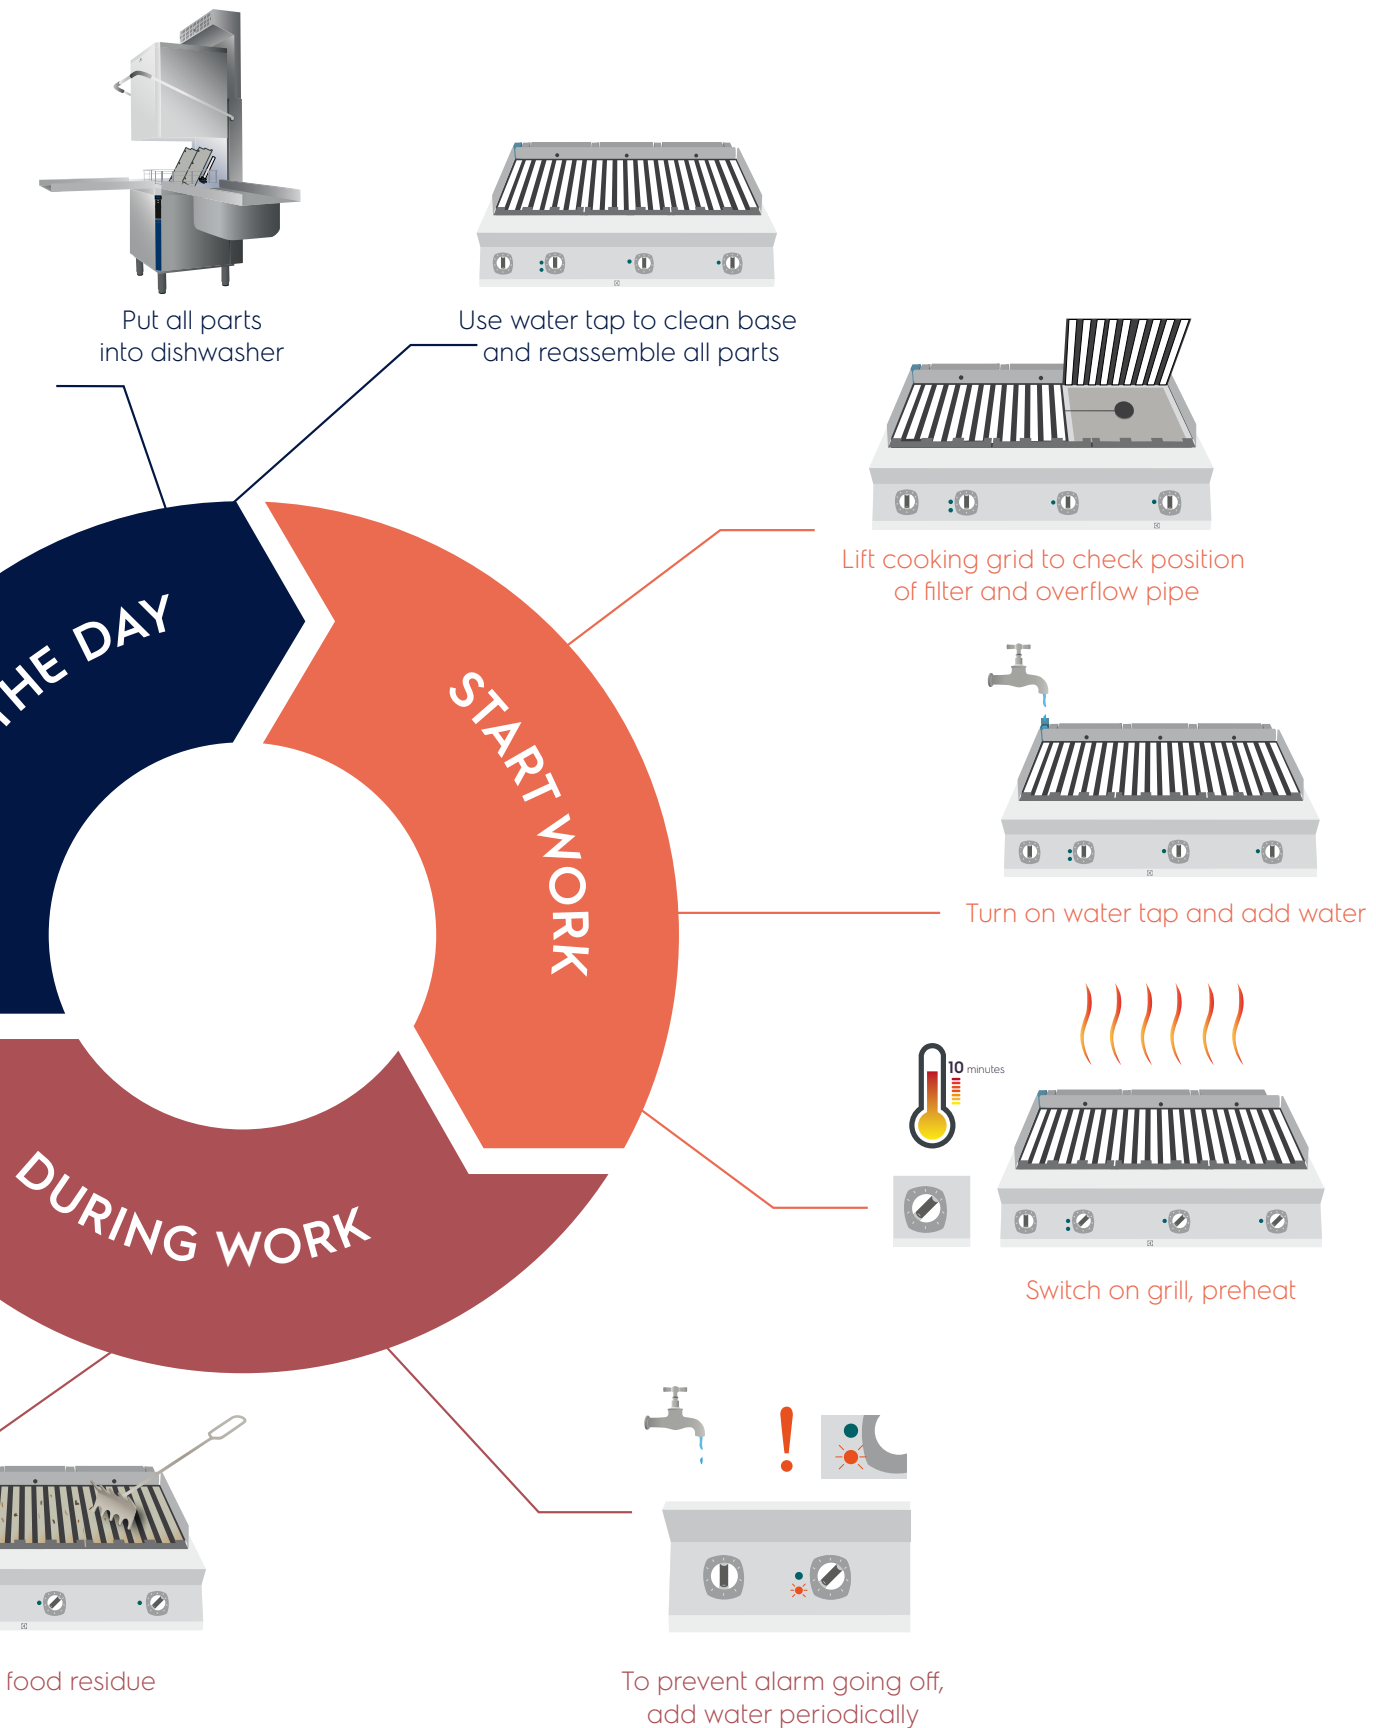 Put all parts
into dishwasher
Use water tap to clean base
and reassemble all parts
Lift cooking grid to check position
of filter and overflow pipe
THE DAY
START WORK
Turn on water tap and add water
10 minutes
Switch on grill, preheat
DURING WORK
food residue
To prevent alarm going off,
add water periodically